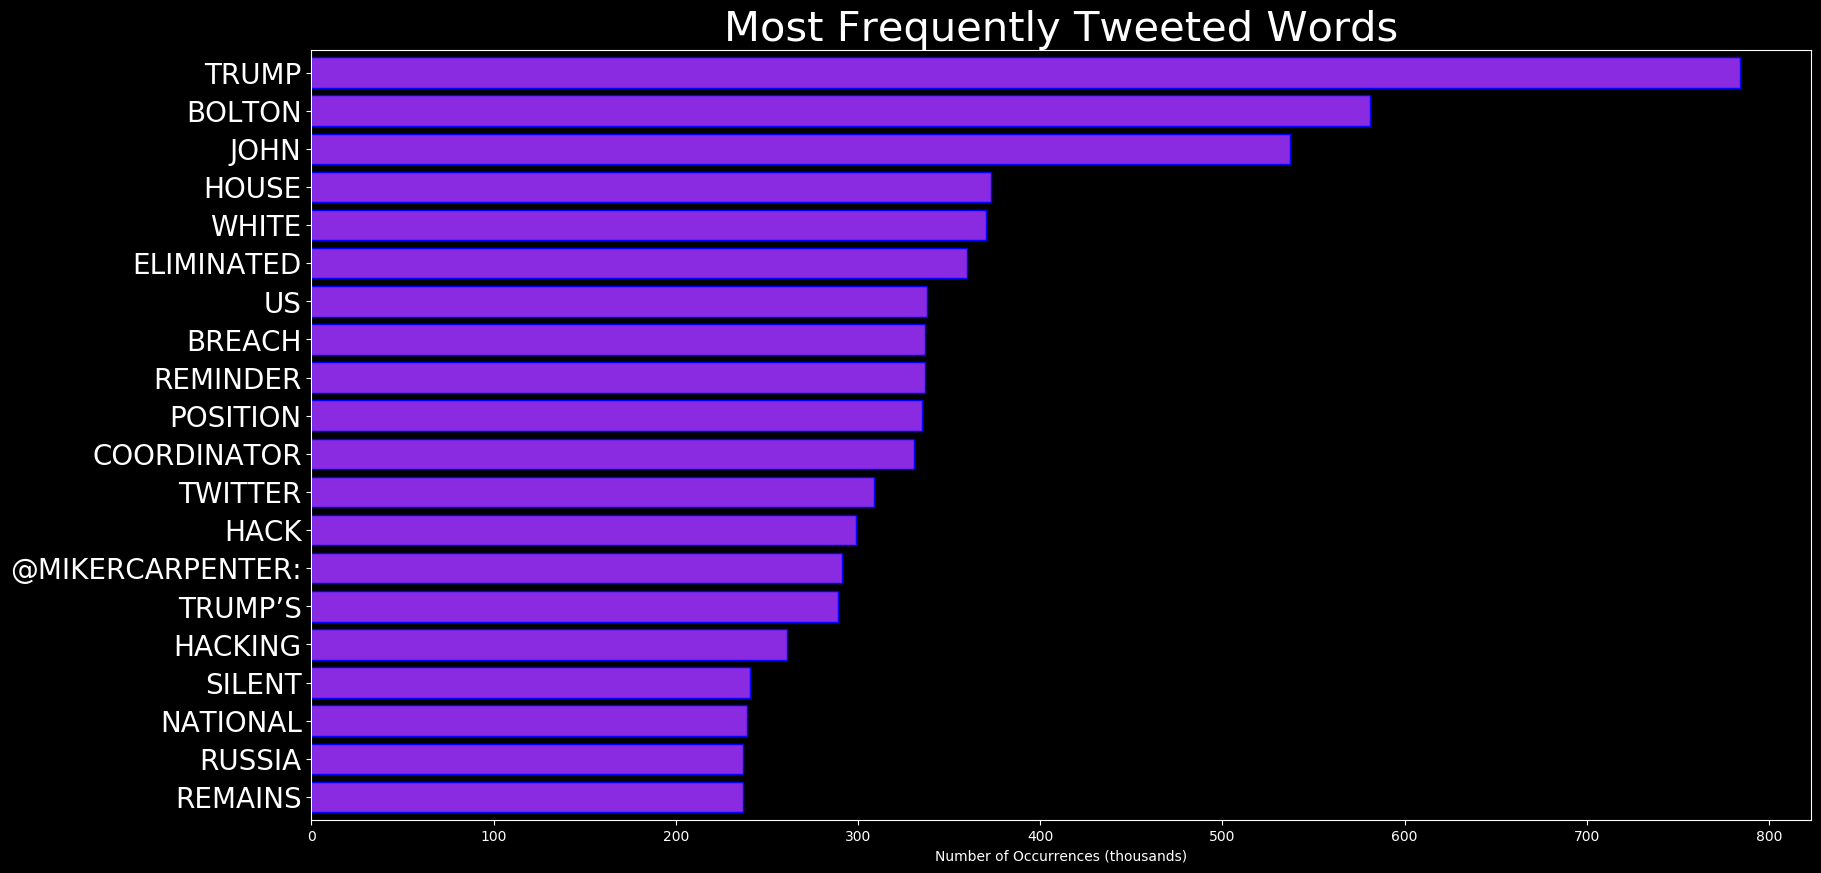 Most Frequently Tweeted Words
TRUMP
BOLTON
JOHN
HOUSE
WHITE
ELIMINATED
US
BREACH
REMINDER
POSITION
COORDINATOR
TWITTER
HACK
@MIKERCARPENTER:
TRUMP’S
HACKING
SILENT
NATIONAL
RUSSIA
REMAINS
0 100 200 300 400 500 600 700 800
Number of Occurrences (thousands)